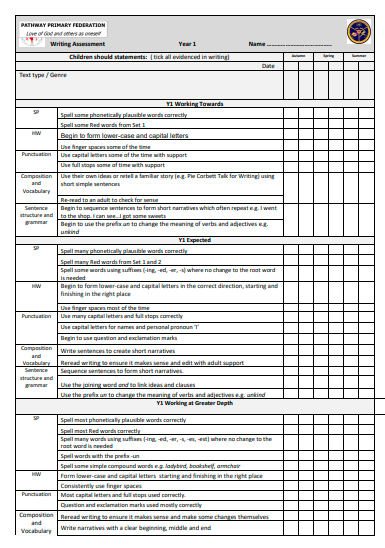 PATHWAY PRIMARY FEDERATION
Love of God and others as oneself
Writing Assessment Year 1 Name
Children should statements: ( tick all evidenced in writing) Autumn Spring Summer
Date
Text type / Genre
Y1 Working Towards
SP Spell some phonetically plausible words correctly
Spell some Red words from Set 1
HW Begin to form lower-case and capital letters
Use finger spaces some of the time
Punctuation Use capital letters some of the time with support
Use full stops some of time with support
Composition and Vocabulary Use their own ideas or retell a familiar story (e.g. Pie Corbett Talk for Writing) using
short simple sentences
Re-read to an adult to check for sense
Sentence structure and grammar Begin to sequence sentences to form short narratives which often repeat e.g. I went
to the shop. I can see...I got some sweets
Begin to use the prefix un to change the meaning of verbs and adjectives e.g.
unkind
Y1 Expected
SP Spell many phonetically plausible words correctly
Spell many Red words from Set 1 and 2
Spell some words using suffixes (-ing, -ed, -er, -s) where no change to the root word
is needed
HW Begin to form lower-case and capital letters in the correct direction, starting and
finishing in the right place
Use finger spaces most of the time
Punctuation Use many capital letters and full stops correctly
Use capital letters for names and personal pronoun 'I'
Begin to use question and exclamation marks
Composition and Vocabulary Write sentences to create short narratives
Reread writing to ensure it makes sense and edit with adult support
Sentence structure and grammar Sequence sentences to form short narratives.
Use the joining word and to link ideas and clauses
Use the prefix un to change the meaning of verbs and adjectives e.g. unkind
Y1 Working at Greater Depth
SP Spell most phonetically plausible words correctly
Spell most Red words correctly
Spell many words using suffixes (-ing, -ed, -er, -s, -es, -est) where no change to the
root word is needed
Spell words with the prefix -un
Spell some simple compound words e.g. ladybird, bookshelf, armchair
HW Form lower-case and capital letters starting and finishing in the right place
Consistently use finger spaces
Punctuation Most capital letters and full stops used correctly.
Question and exclamation marks used mostly correctly
Composition and Vocabulary Reread writing to ensure it makes sense and make some changes themselves
Write narratives with a clear beginning, middle and end